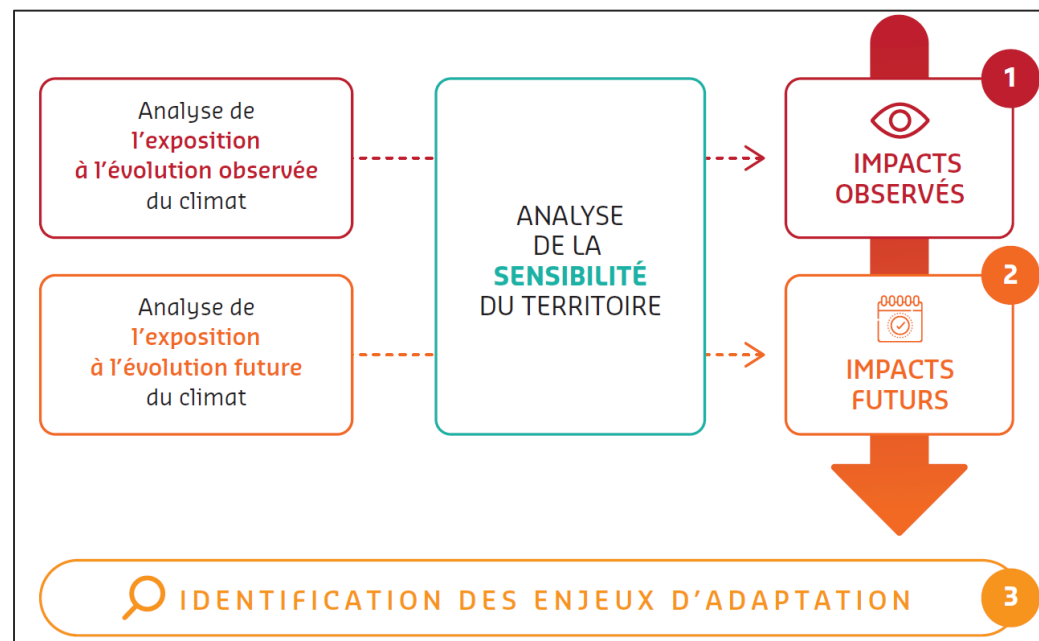 Analyse de
l'exposition
à l'évolution observée
du climat
ANALYSE
DE LA
SENSIBILITÉ
DU TERRITOIRE
1
IMPACTS
OBSERVÉS
Analyse de
l'exposition
à l'évolution future
du climat
2
IMPACTS
FUTURS
IDENTIFICATION DES ENJEUX D'ADAPTATION
3